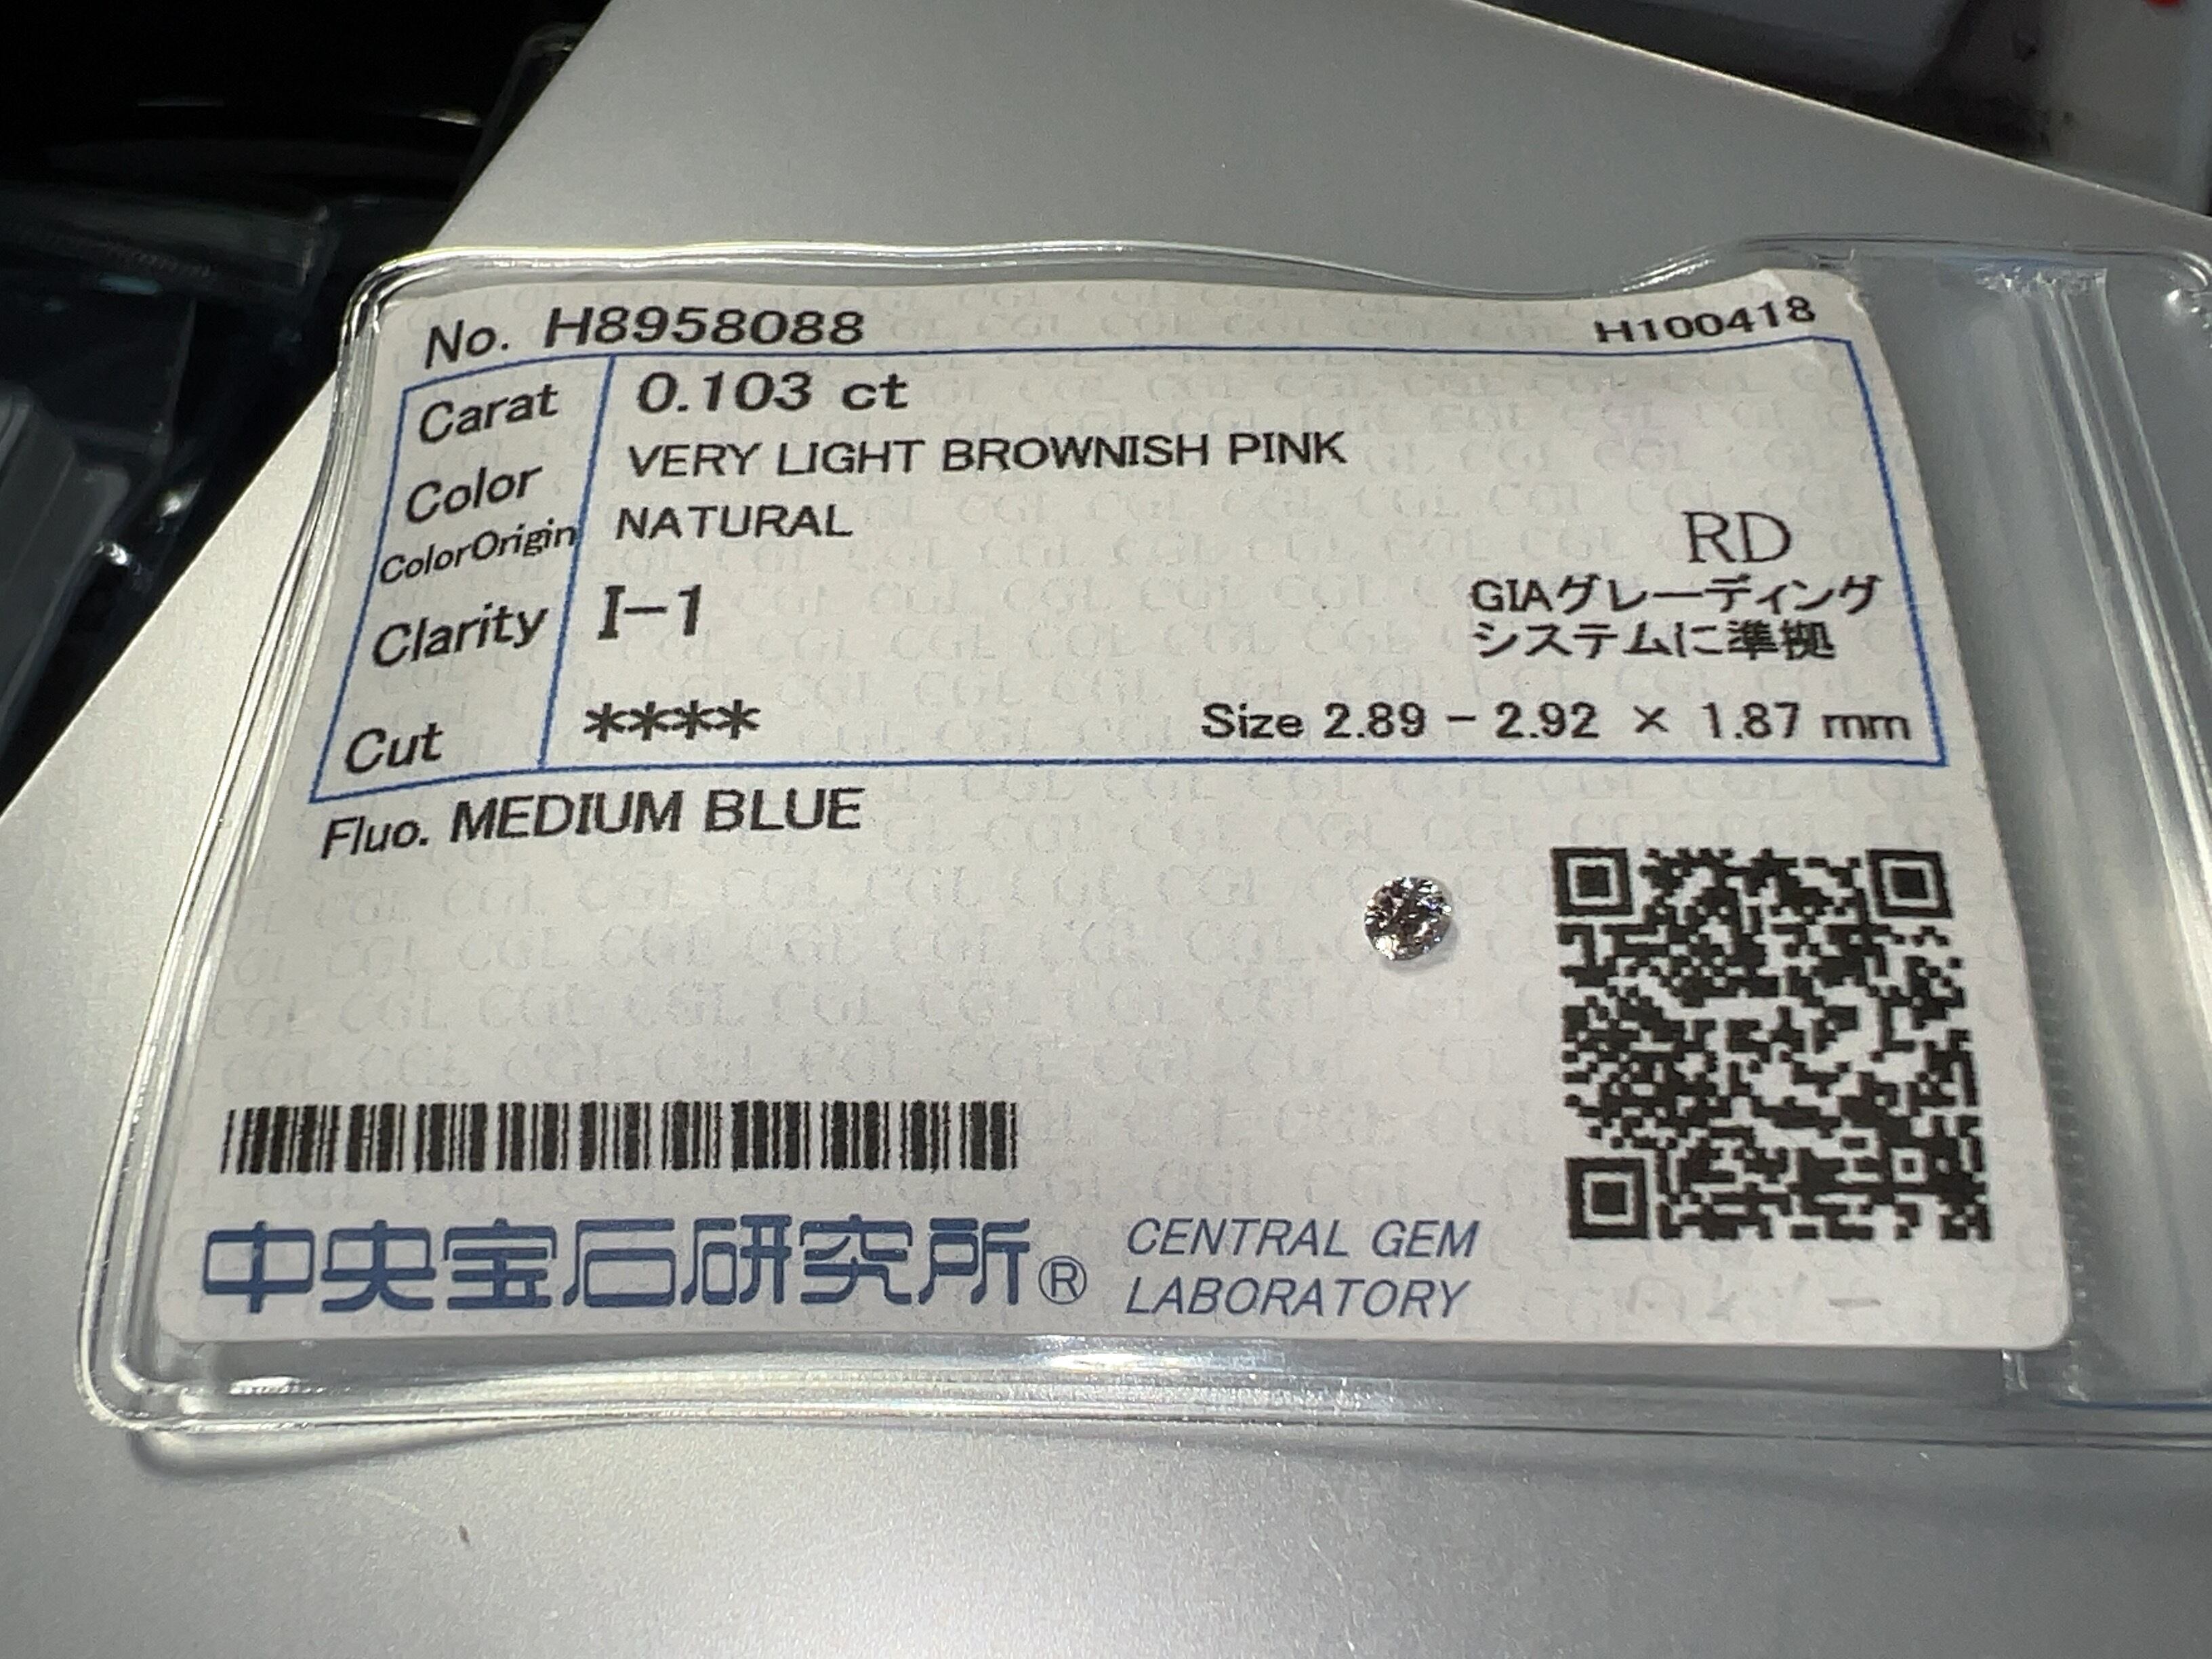 No. H8958088 H100418
Carat 0.103 ct
Color VERY LIGHT BROWNISH PINK
ColorOrigin NATURAL
RD
Clarity I-1
GIAグレーディング
システムに準拠
Cut **** Size 2.89 - 2.92 × 1.87 mm
Fluo. MEDIUM BLUE
中央宝石研究所® CENTRAL GEM
LABORATORY